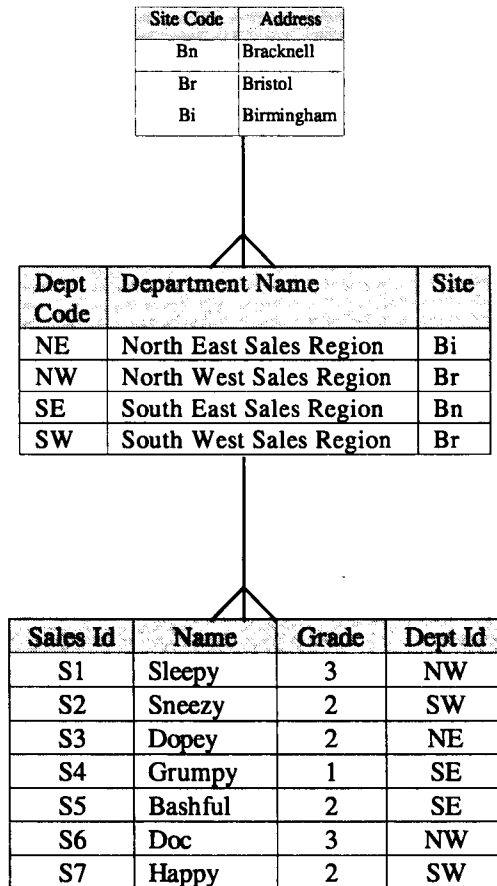 Site Code Address
Bn Bracknell
Br Bristol
Bi Birmingham
Dept Department Name Site
Code
NE North East Sales Region Bi
NW North West Sales Region Br
SE South East Sales Region Bn
SW South West Sales Region Br
Sales Id Name Grade Dept Id
S1 Sleepy 3 NW
S2 Sneezy 2 SW
S3 Dopey 2 NE
S4 Grumpy 1 SE
S5 Bashful 2 SE
S6 Doc 3 NW
S7 Happy 2 SW